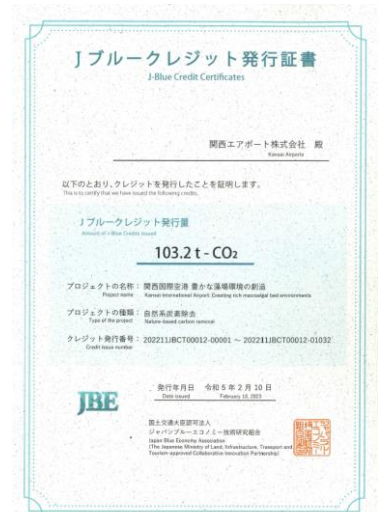 Jブルークレジット発行証書
J-Blue Credit Certificates
関西エアポート株式会社 殿
Kansai Airports
以下のとおり、クレジットを発行したことを証明します。
This is to certify that we have issued the following credits.
Jブルークレジット発行量
Amount of J-Blue Credits issued
103.2 t - CO₂
プロジェクトの名称: 関西国際空港 豊かな藻場環境の創造
Project name Kansai International Airport: Creating rich macroalgal bed environments
プロジェクトの種類: 自然系炭素除去
Type of the project Nature-based carbon removal
クレジット発行番号: 202211JBCT00012-00001 ~ 202211JBCT00012-01032
Credit issue number
発行年月日 令和5年2月10日
Date issued February 10, 2023
JBE
国土交通大臣認可法人
ジャパンブルーエコノミー技術研究組合
Japan Blue Economy Association
(The Japanese Ministry of Land, Infrastructure, Transport and
Tourism-approved Collaborative Innovation Partnership)